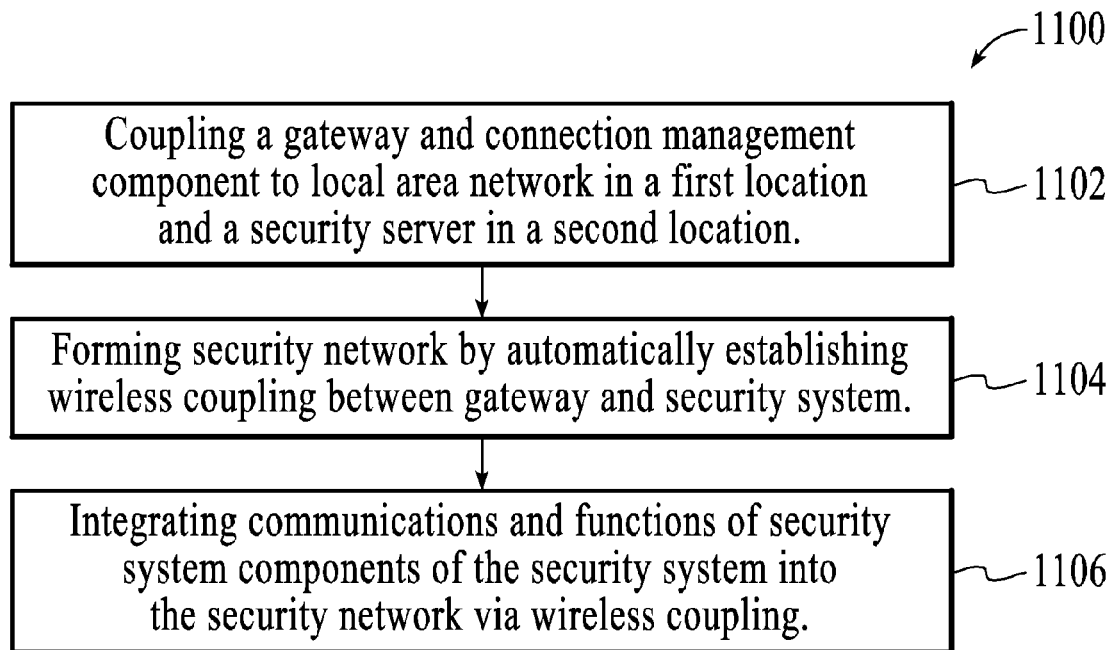 1100
Coupling a gateway and connection management
component to local area network in a first location
and a security server in a second location.
1102
Forming security network by automatically establishing
wireless coupling between gateway and security system.
1104
Integrating communications and functions of security
system components of the security system into
the security network via wireless coupling.
1106